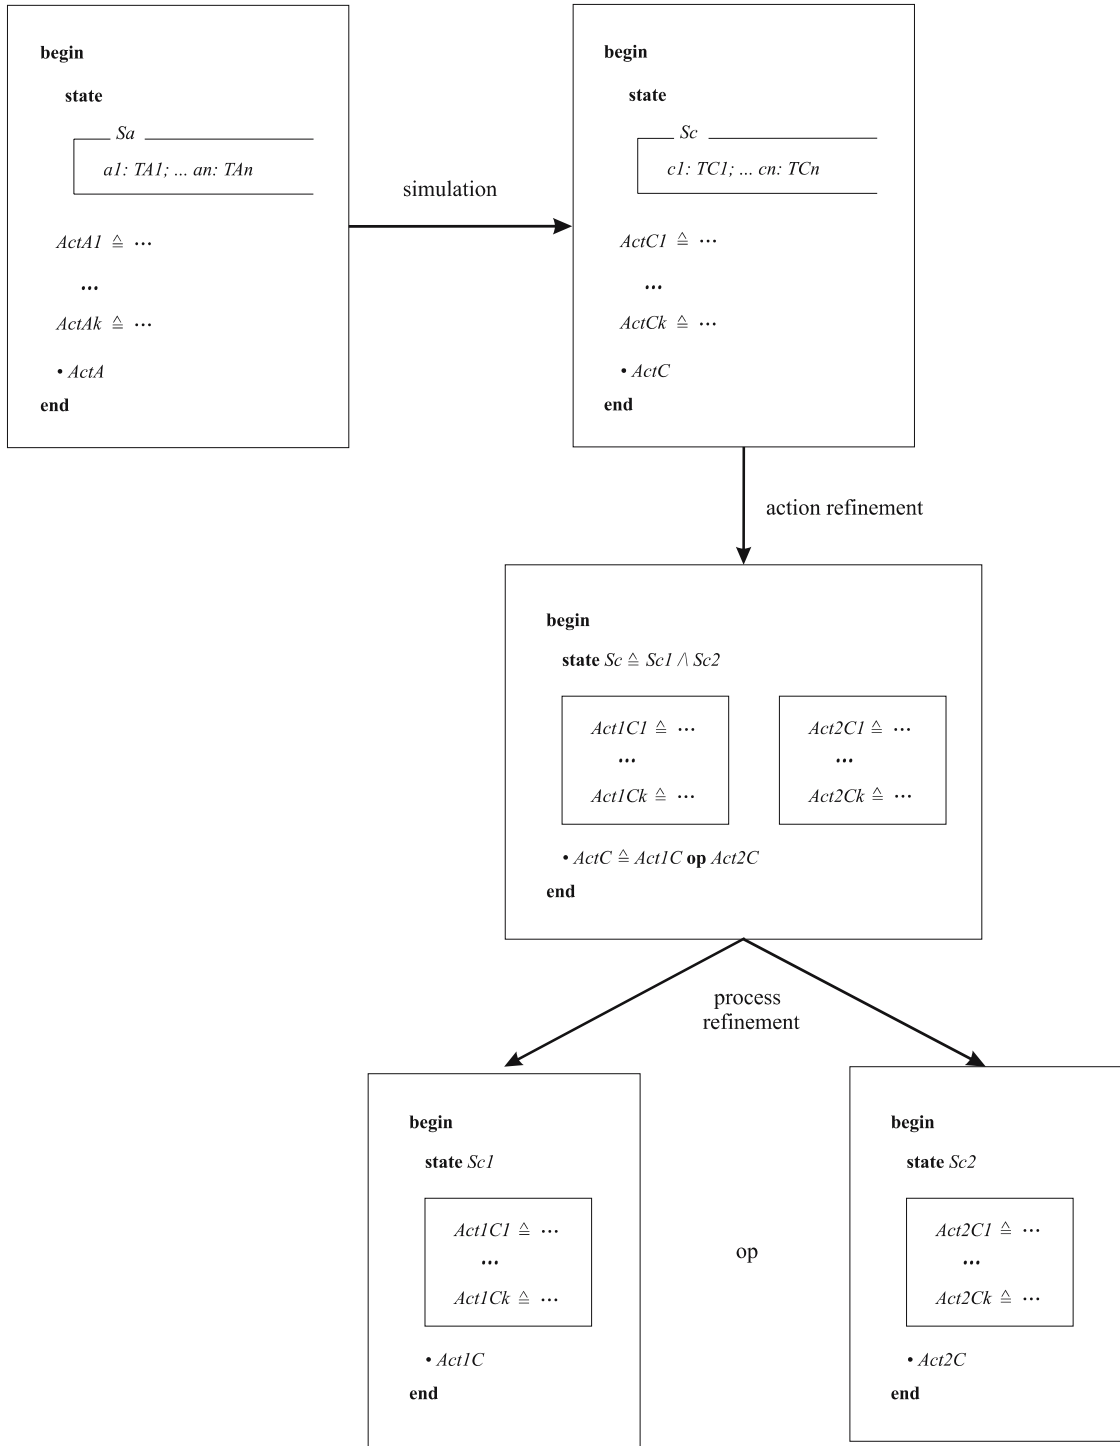 begin
state
Sa
a1: TA1; ... an: TAn
ActA1 ≙ ···
...
ActAk ≙ ···
• ActA
end
simulation
begin
state
Sc
c1: TC1; ... cn: TCn
ActC1 ≙ ···
...
ActCk ≙ ···
• ActC
end
action refinement
begin
state Sc ≙ Sc1 /\ Sc2
Act1C1 ≙ ···
...
Act1Ck ≙ ···
Act2C1 ≙ ···
...
Act2Ck ≙ ···
• ActC ≙ Act1C op Act2C
end
process
refinement
begin
state Sc1
Act1C1 ≙ ···
...
Act1Ck ≙ ···
• Act1C
end
op
begin
state Sc2
Act2C1 ≙ ···
...
Act2Ck ≙ ···
• Act2C
end